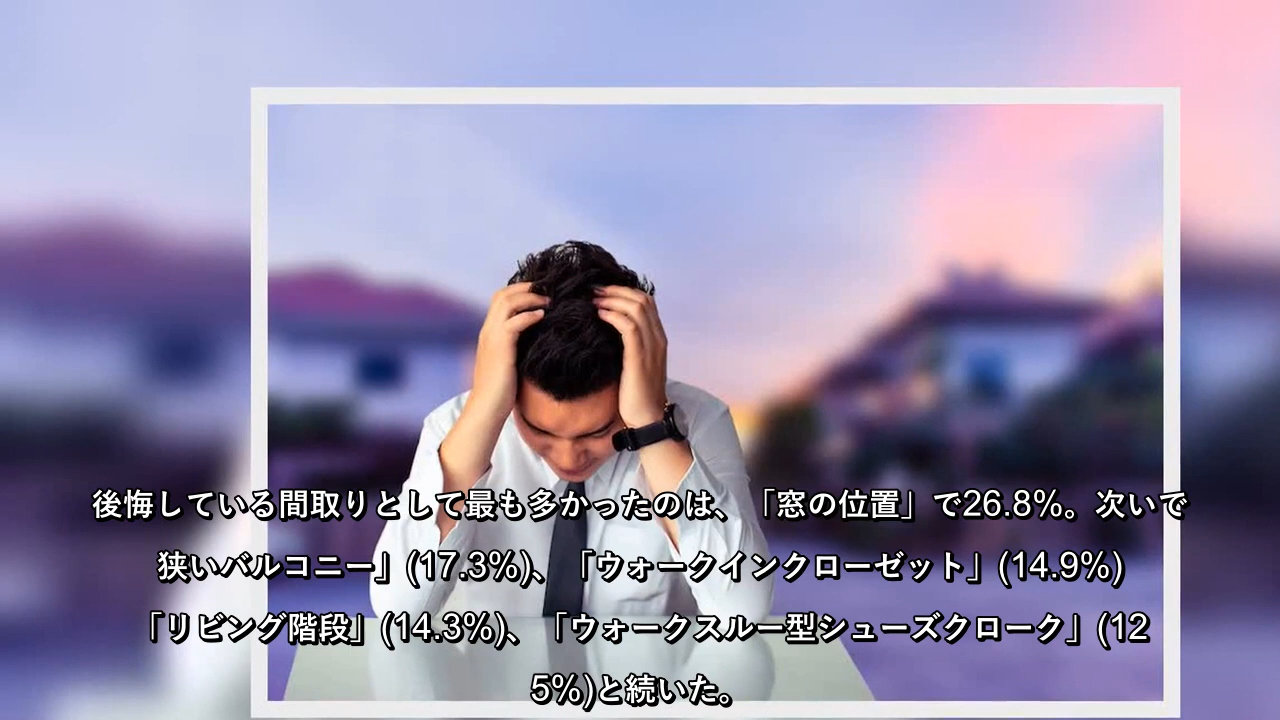 後悔している間取りとして最も多かったのは、「窓の位置」で26.8%。次いで
狭いバルコニー」(17.3%)、「ウォークインクローゼット」(14.9%)
「リビング階段」(14.3%)、「ウォークスルー型シューズクローク」(12
5%)と続いた。